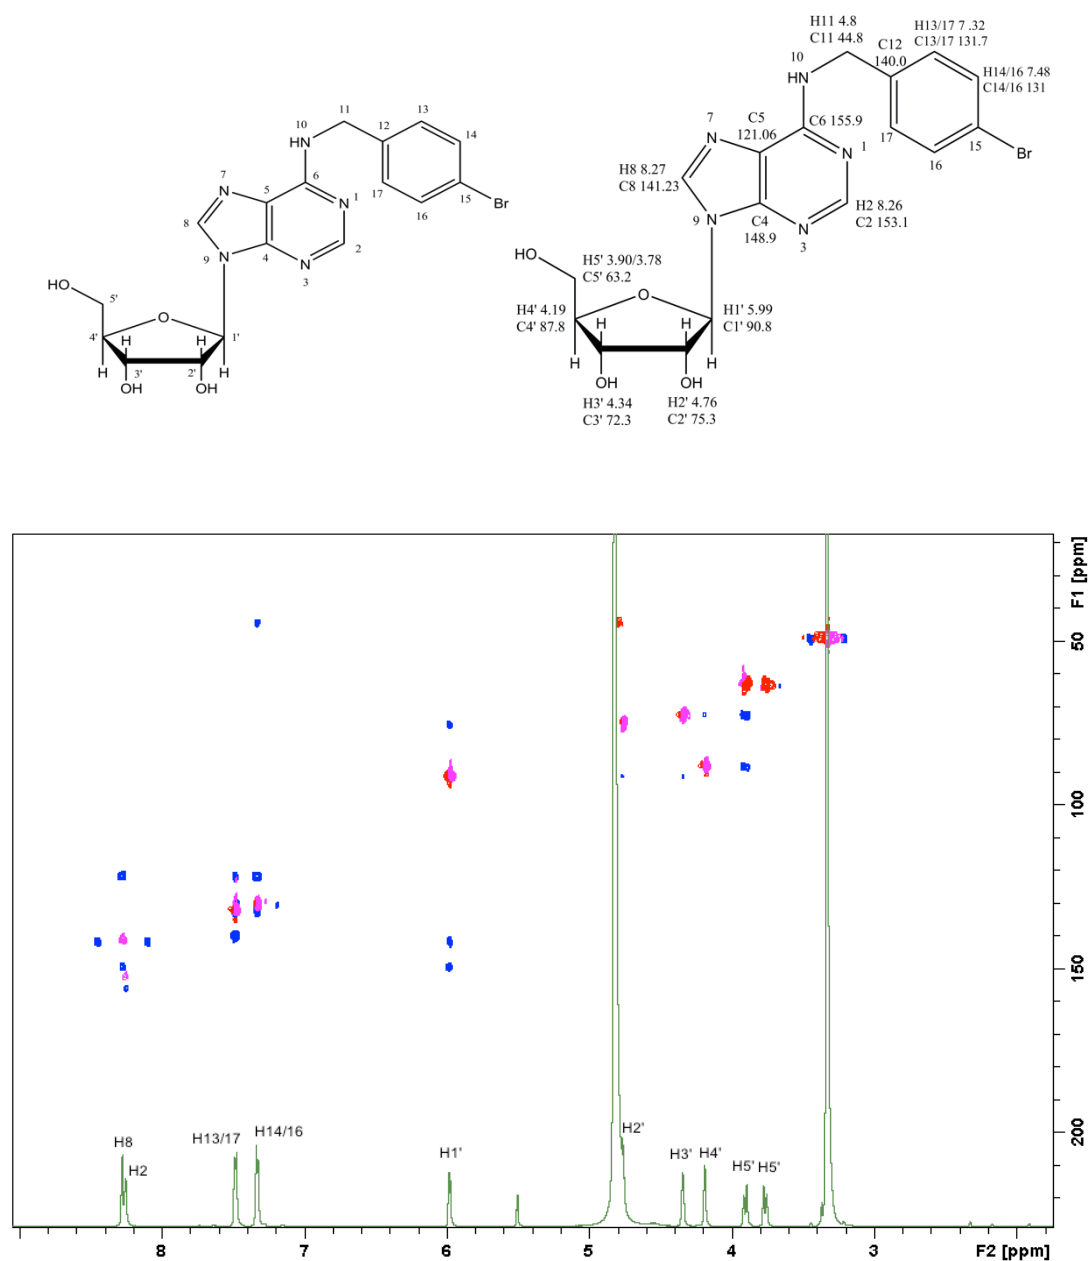 10
HN
11
12
13
14
15
16
17
Br
7
N
5
6
1
N
8
9
N
4
N
3
2
HO
5'
O
4'
1'
H
H
H
3'
2'
H
OH
OH
H11 4.8
C11 44.8
10
HN
C12
140.0
H13/17 7 .32
C13/17 131.7
H14/16 7.48
C14/16 131
17
15
16
Br
7
N
C5
121.06
C6 155.9
1
N
H8 8.27
C8 141.23
9
N
C4
148.9
N
3
H2 8.26
C2 153.1
HO
H5' 3.90/3.78
C5' 63.2
O
H4' 4.19
C4' 87.8
H1' 5.99
C1' 90.8
H
H
H
H
OH
OH
H3' 4.34
C3' 72.3
H2' 4.76
C2' 75.3
F1 [ppm]
50
100
150
200
H8
H2
H13/17
H14/16
H1'
H2'
H3'
H4'
H5'
H5'
8
7
6
5
4
3
F2 [ppm]